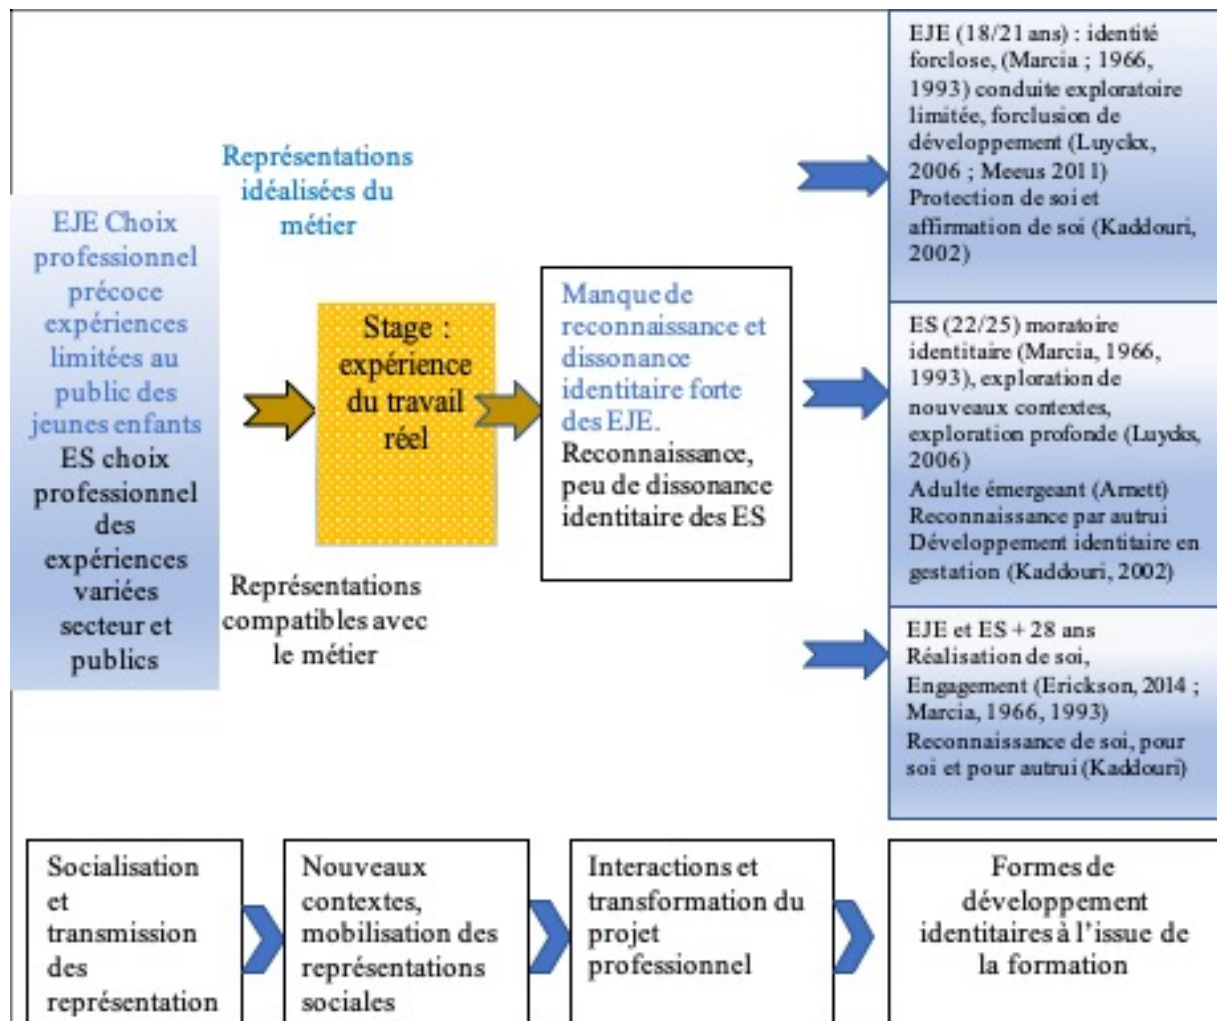 EJE Choix
professionnel
précoce
expériences
limitées au
public des
jeunes enfants
ES choix
professionnel
des
expériences
variées
secteur et
publics
Représentations
idéalisées du
métier
Stage :
expérience
du travail
réel
Représentations
compatibles avec
le métier
Manque de
reconnaissance et
dissonance
identitaire forte
des EJE.
Reconnaissance,
peu de dissonance
identitaire des ES
EJE (18/21 ans) : identité
forclose, (Marcia ; 1966,
1993) conduite exploratoire
limitée, forclusion de
développement (Luyckx,
2006 ; Meeus 2011)
Protection de soi et
affirmation de soi (Kaddouri,
2002)
ES (22/25) moratoire
identitaire (Marcia, 1966,
1993), exploration de
nouveaux contextes,
exploration profonde (Luycks,
2006)
Adulte émergeant (Arnett)
Reconnaissance par autrui
Développement identitaire en
gestation (Kaddouri, 2002)
EJE et ES + 28 ans
Réalisation de soi,
Engagement (Erickson, 2014 ;
Marcia, 1966, 1993)
Reconnaissance de soi, pour
soi et pour autrui (Kaddouri)
Socialisation
et
transmission
des
représentation
Nouveaux
contextes,
mobilisation des
représentations
sociales
Interactions et
transformation du
projet
professionnel
Formes de
développement
identitaires à l'issue de
la formation